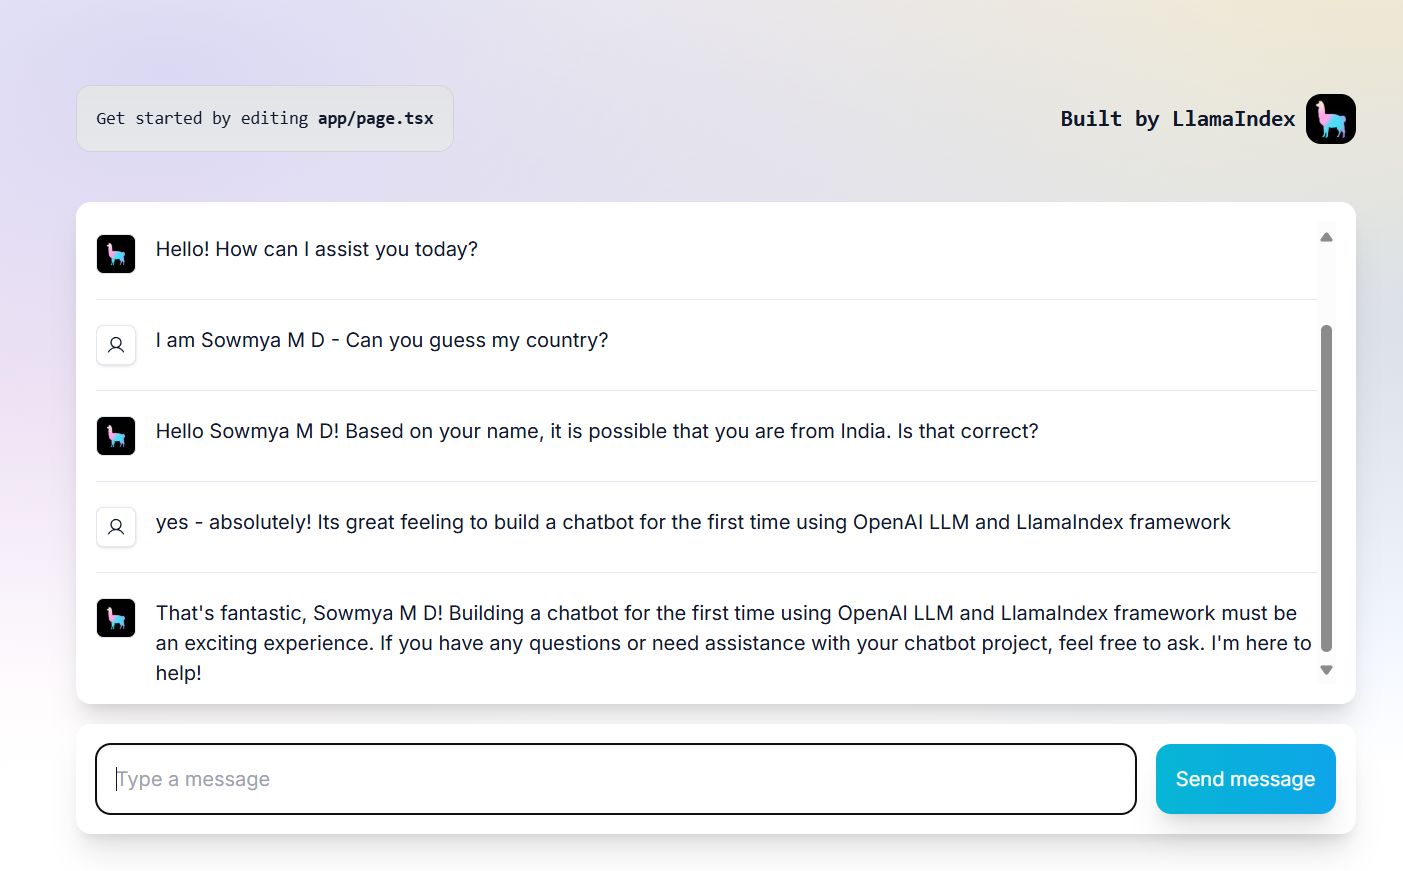 Get started by editing app/page.tsx
Built by LlamaIndex
Hello! How can I assist you today?
I am Sowmya M D - Can you guess my country?
Hello Sowmya M D! Based on your name, it is possible that you are from India. Is that correct?
yes - absolutely! Its great feeling to build a chatbot for the first time using OpenAI LLM and LlamaIndex framework
That's fantastic, Sowmya M D! Building a chatbot for the first time using OpenAI LLM and LlamaIndex framework must be
an exciting experience. If you have any questions or need assistance with your chatbot project, feel free to ask. I'm here to
help!
Type a message
Send message